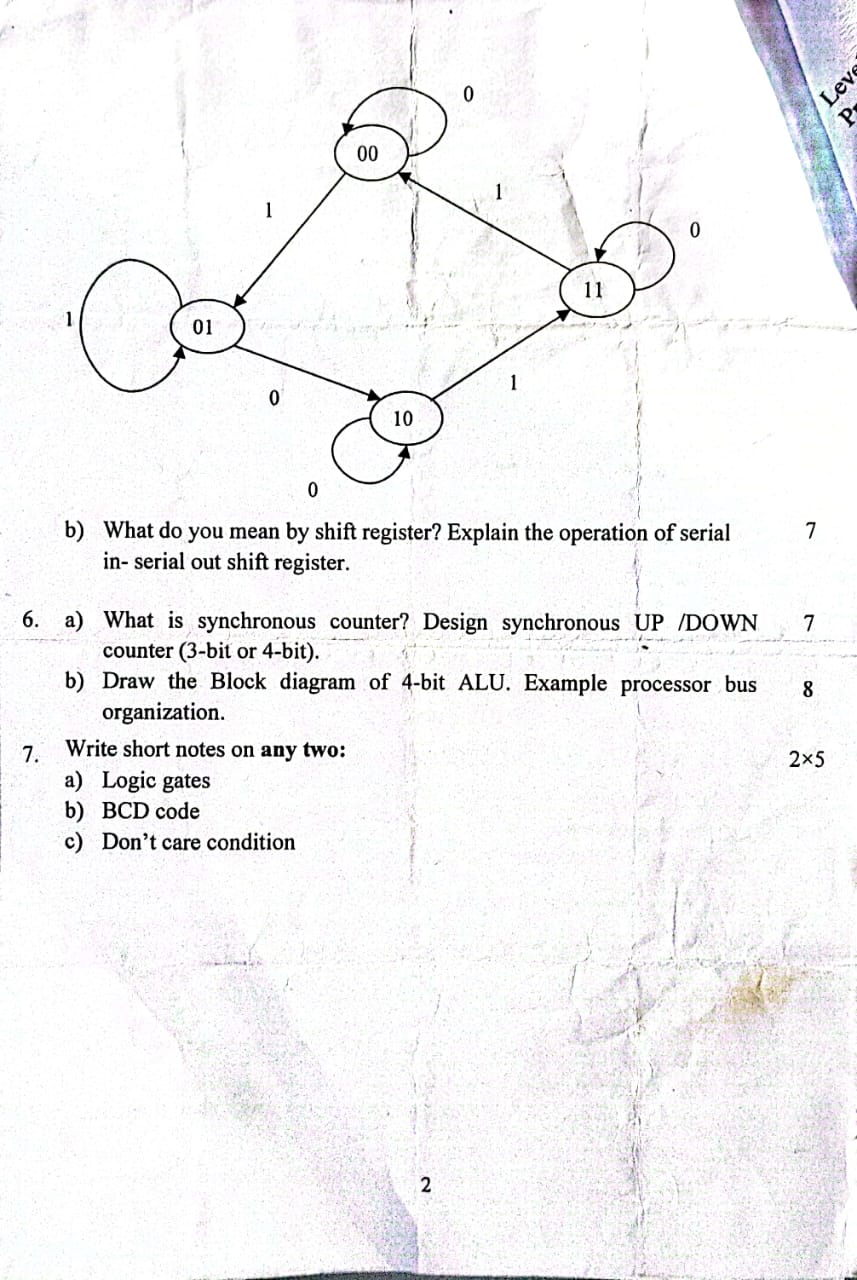 0
00
1
1
0
11
1
01
0
1
10
0
b) What do you mean by shift register? Explain the operation of serial 7
in- serial out shift register.
6. a) What is synchronous counter? Design synchronous UP /DOWN 7
counter (3-bit or 4-bit).
b) Draw the Block diagram of 4-bit ALU. Example processor bus 8
organization.
7. Write short notes on any two: 2×5
a) Logic gates
b) BCD code
c) Don't care condition
2